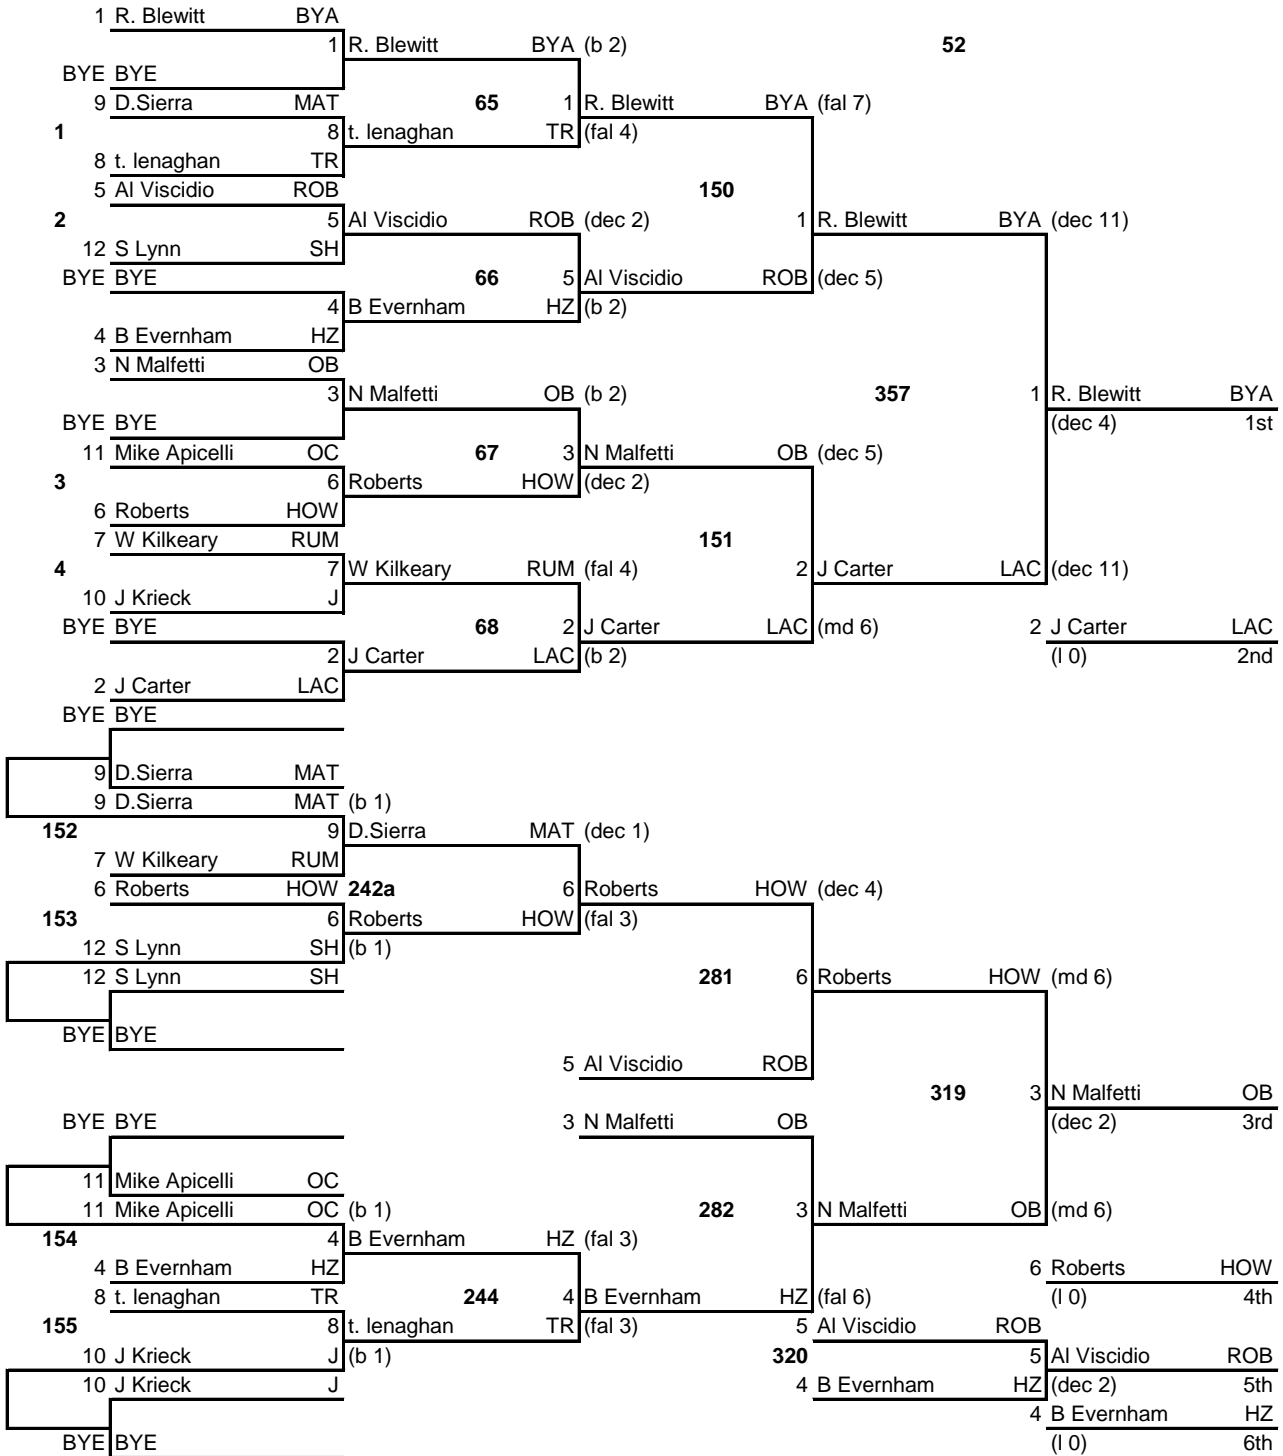 1 R. Blewitt BYA
1 R. Blewitt BYA (b 2) 52
BYE BYE
9 D.Sierra MAT 65 1 R. Blewitt BYA (fal 7)
1 8 t. lenaghan TR (fal 4)
8 t. lenaghan TR
5 Al Viscidio ROB 150
2 5 Al Viscidio ROB (dec 2) 1 R. Blewitt BYA (dec 11)
12 S Lynn SH
BYE BYE 66 5 Al Viscidio ROB (dec 5)
4 B Evernham HZ (b 2)
4 B Evernham HZ
3 N Malfetti OB
3 N Malfetti OB (b 2) 357 1 R. Blewitt BYA
BYE BYE (dec 4) 1st
11 Mike Apicelli OC 67 3 N Malfetti OB (dec 5)
3 6 Roberts HOW (dec 2)
6 Roberts HOW
7 W Kilkeary RUM 151
4 7 W Kilkeary RUM (fal 4) 2 J Carter LAC (dec 11)
10 J Krieck J
BYE BYE 68 2 J Carter LAC (md 6) 2 J Carter LAC
2 J Carter LAC (b 2) (l 0) 2nd
2 J Carter LAC
BYE BYE
9 D.Sierra MAT
9 D.Sierra MAT (b 1)
152 9 D.Sierra MAT (dec 1)
7 W Kilkeary RUM
6 Roberts HOW 242a 6 Roberts HOW (dec 4)
153 6 Roberts HOW (fal 3)
12 S Lynn SH (b 1)
12 S Lynn SH 281 6 Roberts HOW (md 6)
BYE BYE
5 Al Viscidio ROB
319 3 N Malfetti OB
BYE BYE 3 N Malfetti OB (dec 2) 3rd
11 Mike Apicelli OC
11 Mike Apicelli OC (b 1) 282 3 N Malfetti OB (md 6)
154 4 B Evernham HZ (fal 3)
4 B Evernham HZ 6 Roberts HOW
8 t. lenaghan TR 244 4 B Evernham HZ (fal 6) (l 0) 4th
155 8 t. lenaghan TR (fal 3) 5 Al Viscidio ROB
10 J Krieck J (b 1) 320 5 Al Viscidio ROB
10 J Krieck J 4 B Evernham HZ (dec 2) 5th
4 B Evernham HZ
BYE BYE (l 0) 6th